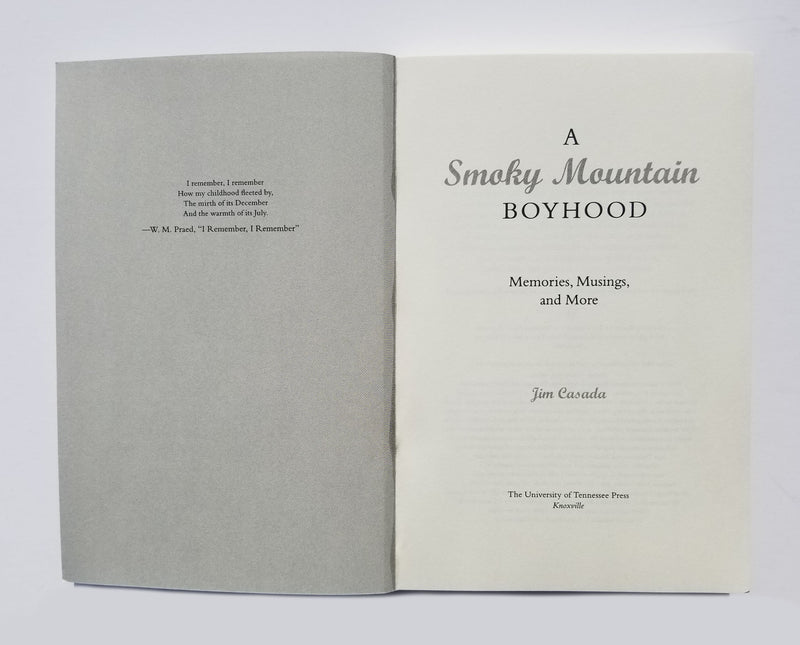 I remember, I remember
How my childhood fleeted by,
The mirth of its December
And the warmth of its July.
—W. M. Praed, “I Remember, I Remember”
A
Smoky Mountain
BOYHOOD
Memories, Musings,
and More
Jim Casada
The University of Tennessee Press
Knoxville